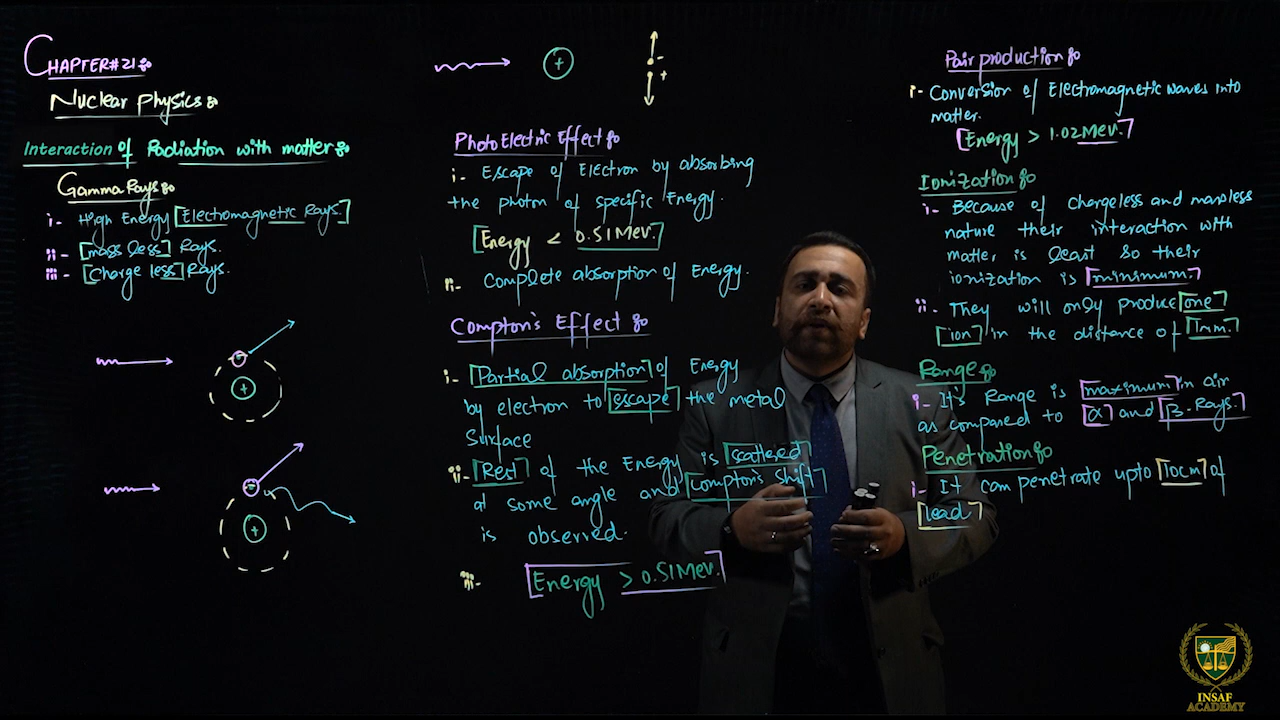 CHAPTER#21:
Nuclear Physics:
Interaction of Radiation with matter:
Gamma Rays:
i- High Energy [Electromagnetic Rays.]
ii- [mass less] Rays.
iii- [Charge less] Rays.
+
-
+
-
+
-
+
PhotoElectric Effect:
i- Escape of Electron by absorbing
the photon of specific Energy.
[Energy < 0.51Mev.]
ii- Complete absorption of Energy.
Compton's Effect:
i- [Partial absorption] of Energy
by electron to [escape] the metal
Surface
ii- [Rest] of the Energy is [scattered]
at some angle and [compton's shift]
is observed.
iii- [Energy > 0.51Mev.]
Pair production:
i- Conversion of Electromagnetic waves into
matter.
[Energy > 1.02Mev.]
Ionization:
i- Because of chargeless and massless
nature their interaction with
matter is least so their
ionization is [minimum.]
ii- They will only produce [one]
[ion] in the distance of [1mm.]
Range:
i- It's Range is [maximum] in air
as compared to [α] and [β-Rays.]
Penetration:
i- It can penetrate upto [10cm] of
[lead.]
INSAF
ACADEMY